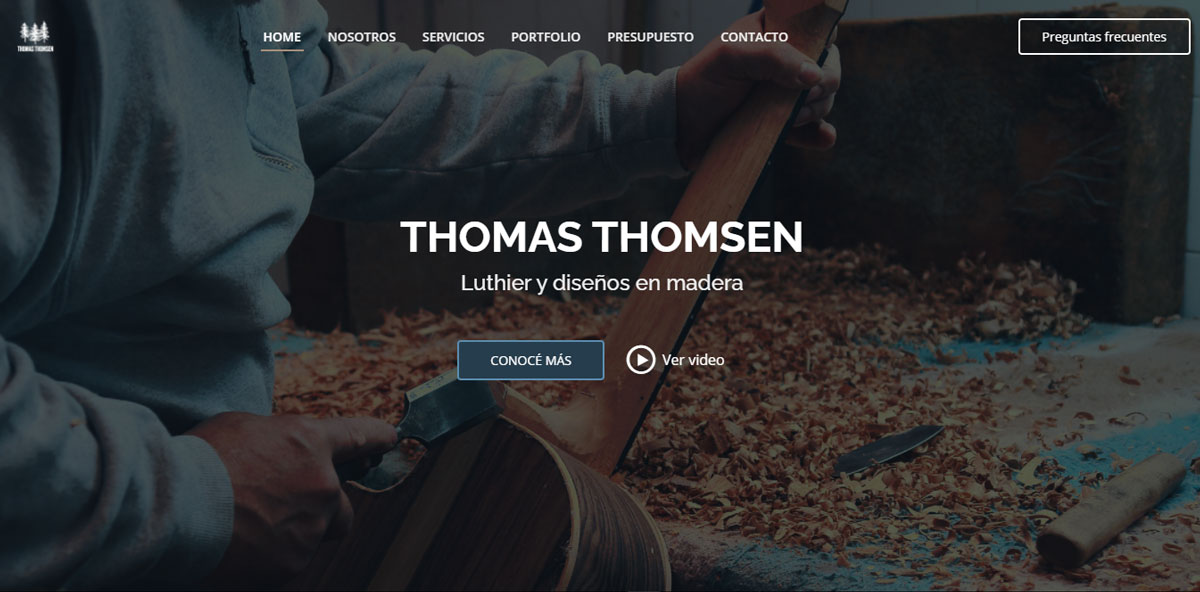 THOMAS THOMSEN
HOME NOSOTROS SERVICIOS PORTFOLIO PRESUPUESTO CONTACTO
Preguntas frecuentes
THOMAS THOMSEN
Luthier y diseños en madera
CONOCÉ MÁS
Ver video